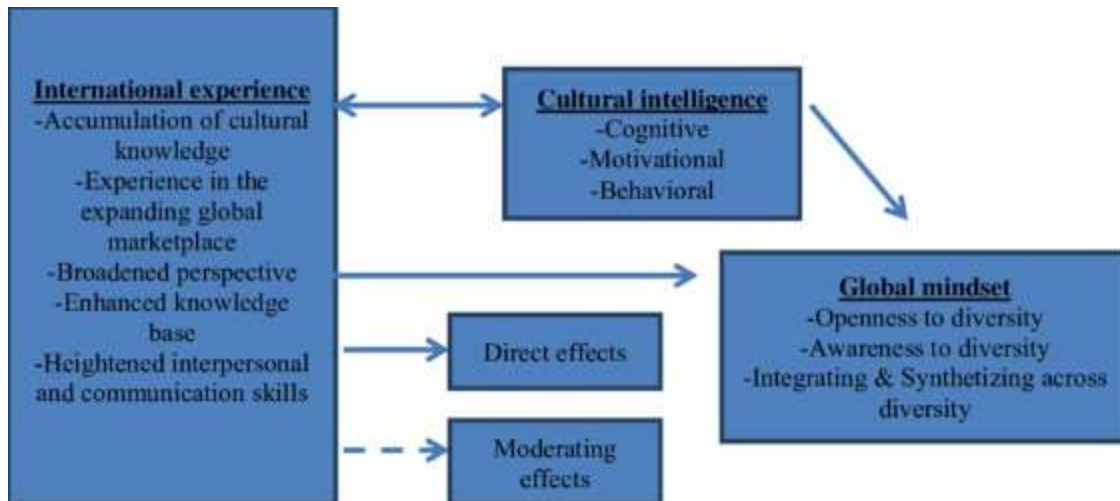 International experience
-Accumulation of cultural
knowledge
-Experience in the
expanding global
marketplace
-Broadened perspective
-Enhanced knowledge
base
-Heightened interpersonal
and communication skills
Cultural intelligence
-Cognitive
-Motivational
-Behavioral
Global mindset
-Openness to diversity
-Awareness to diversity
-Integrating & Synthetizing across
diversity
Direct effects
Moderating
effects